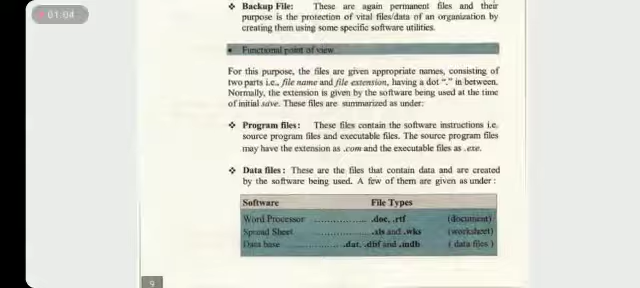 01:04
❖ Backup File: These are again permanent files and their
purpose is the protection of vital files/data of an organization by
creating them using some specific software utilities.
• Functional point of view
For this purpose, the files are given appropriate names, consisting of
two parts i.e., file name and file extension, having a dot “.” in between.
Normally, the extension is given by the software being used at the time
of initial save. These files are summarized as under:
❖ Program files: These files contain the software instructions i.e.
source program files and executable files. The source program files
may have the extension as .com and the executable files as .exe.
❖ Data files: These are the files that contain data and are created
by the software being used. A few of them are given as under:
Software File Types
Word Processor .................. .doc, .rtf (document)
Spread Sheet .................. .xls and .wks (worksheet)
Data base .................. .dat, .dbf and .mdb ( data files )
9